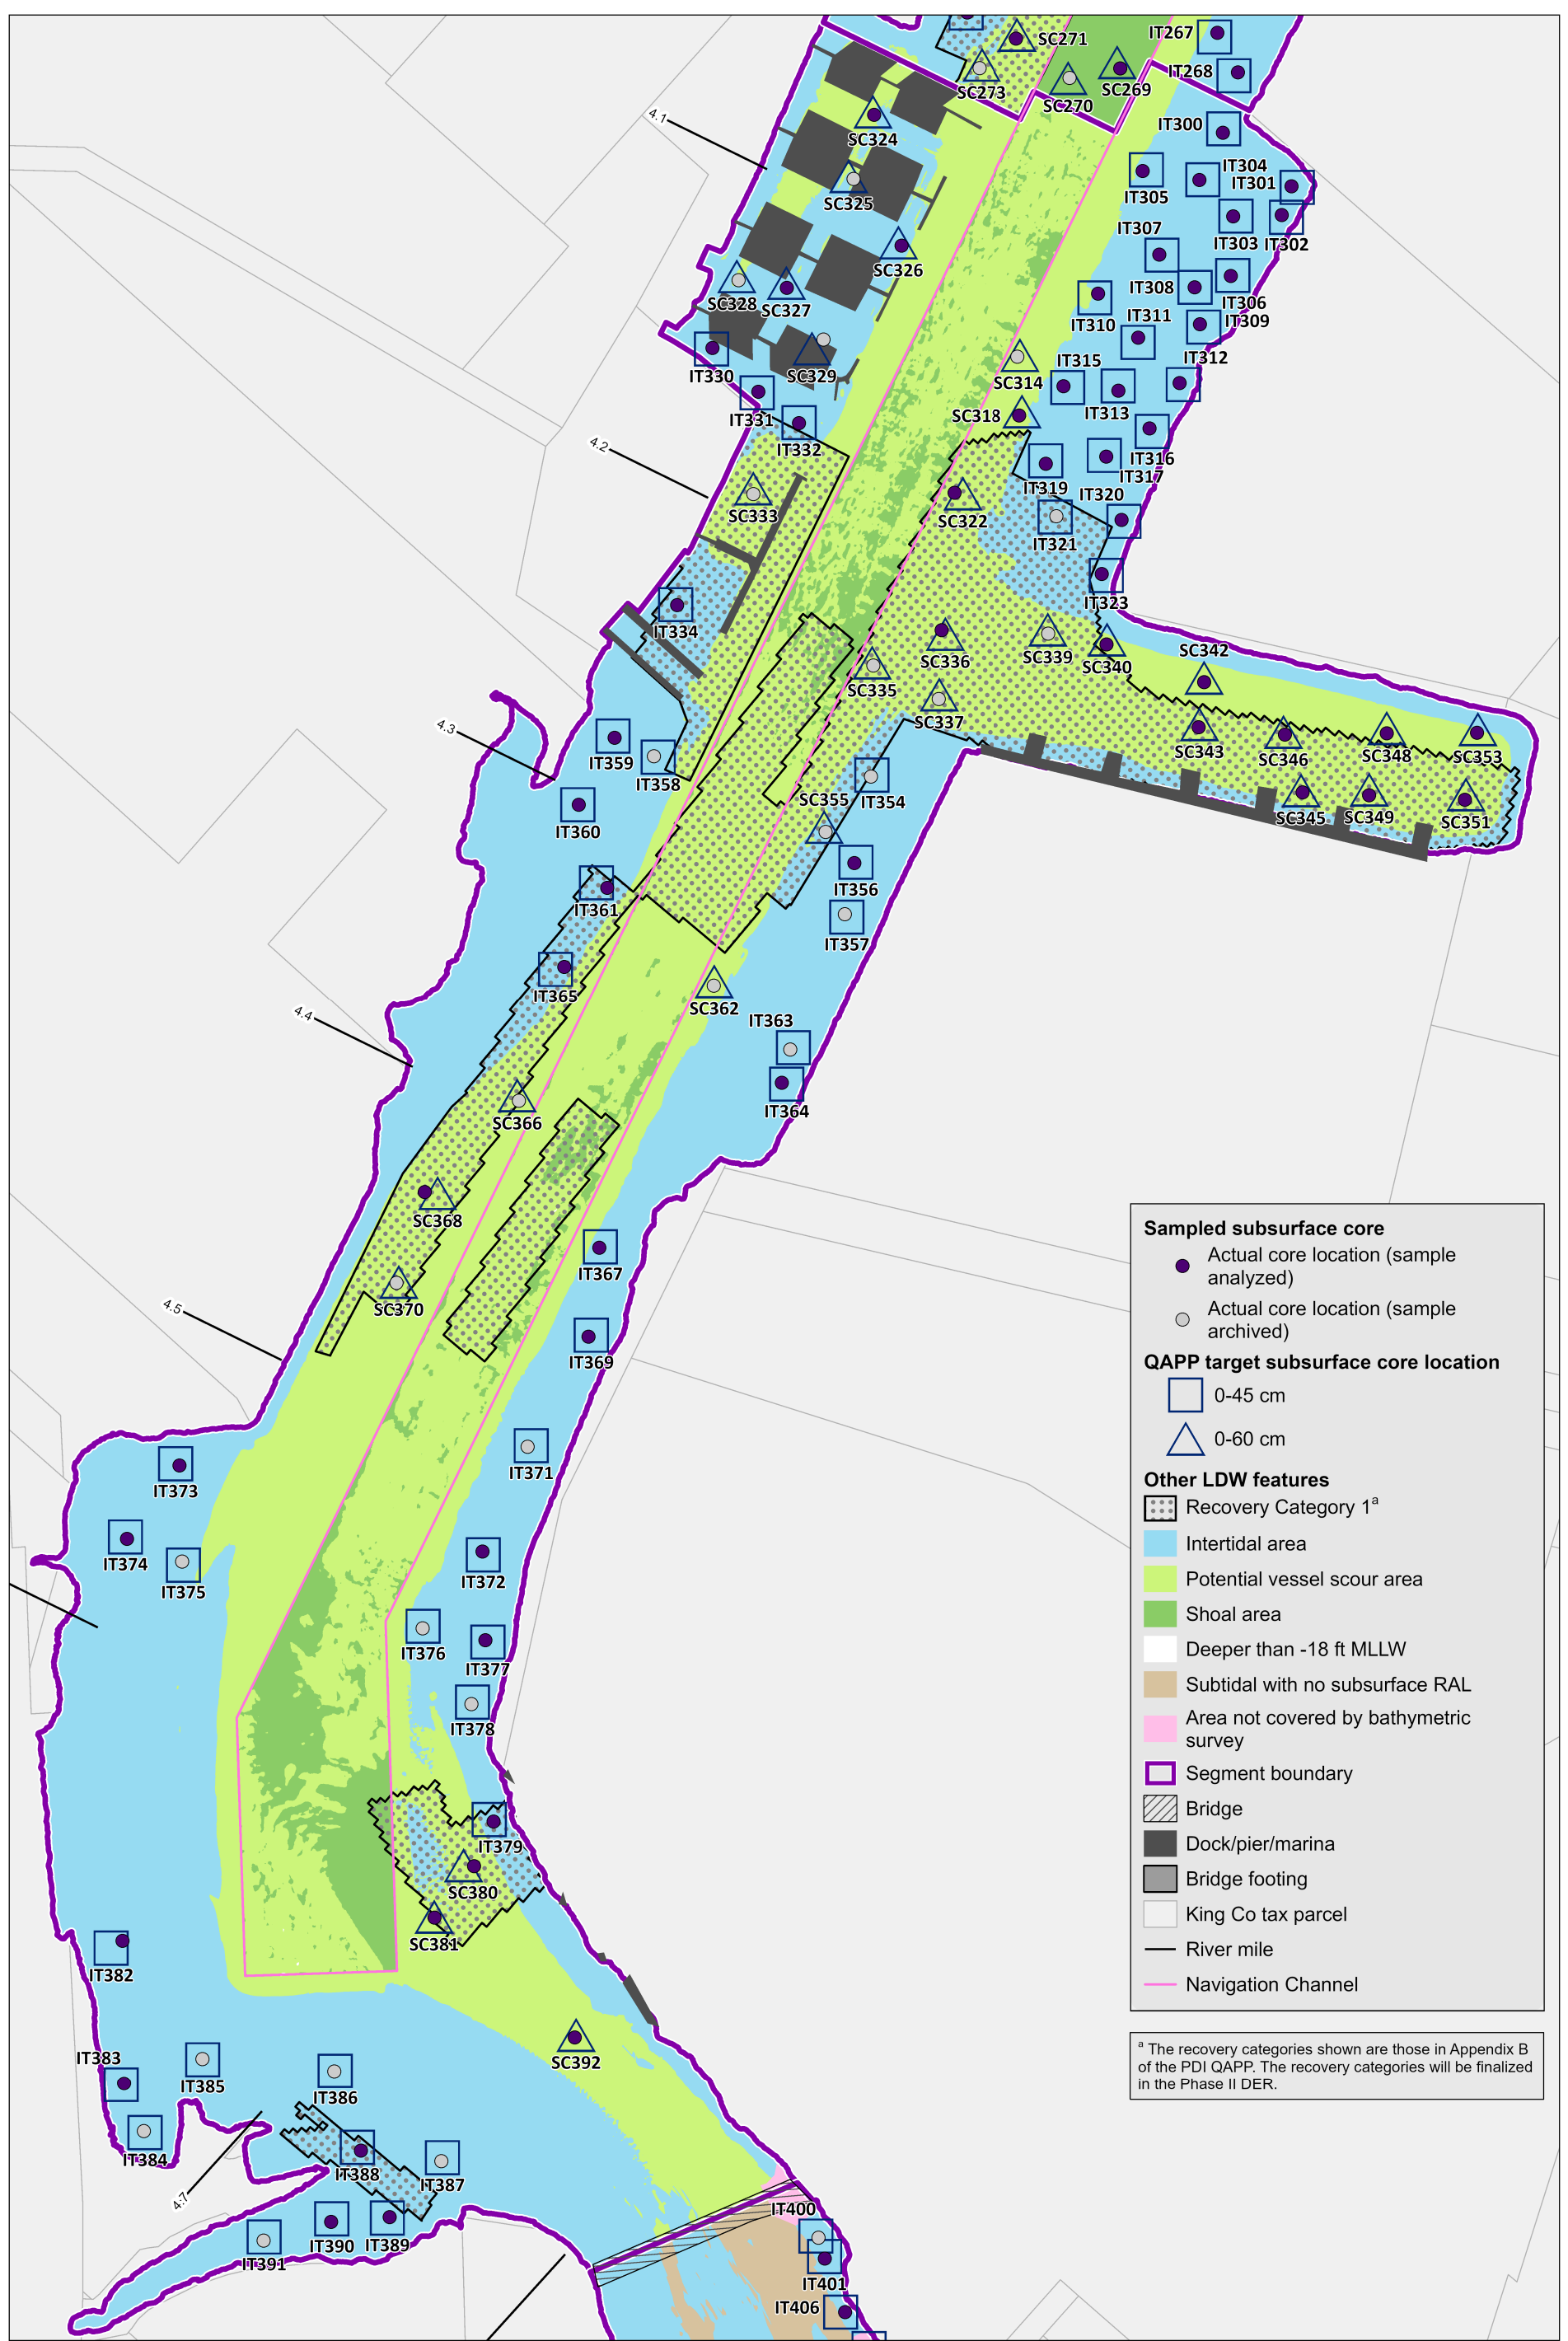 IT267
SC271
IT268
SC273
SC269
SC270
4.1
IT300
SC324
IT304
IT301
IT305
SC325
IT303
IT302
IT307
SC326
IT308
SC328
SC327
IT306
IT310
IT311
IT309
IT312
IT315
SC329
IT330
SC314
IT313
SC318
IT331
IT332
4.2
IT316
IT317
IT319
IT320
SC333
SC322
IT321
IT323
IT334
SC336
SC339
SC340
SC342
SC335
SC337
4.3
SC343
SC346
SC348
SC353
IT359
IT358
IT354
SC355
SC345
SC349
SC351
IT360
IT356
IT361
IT357
IT365
SC362
4.4
IT363
IT364
SC366
SC368
IT367
SC370
4.5
IT369
IT371
IT373
IT374
IT375
IT372
IT376
IT377
IT378
IT379
SC380
SC381
IT382
SC392
IT383
IT385
IT386
IT384
IT388
IT387
4.7
IT391
IT390
IT389
IT400
IT401
IT406
Sampled subsurface core
Actual core location (sample
analyzed)
Actual core location (sample
archived)
QAPP target subsurface core location
0-45 cm
0-60 cm
Other LDW features
Recovery Category 1a
Intertidal area
Potential vessel scour area
Shoal area
Deeper than -18 ft MLLW
Subtidal with no subsurface RAL
Area not covered by bathymetric
survey
Segment boundary
Bridge
Dock/pier/marina
Bridge footing
King Co tax parcel
River mile
Navigation Channel
a The recovery categories shown are those in Appendix B
of the PDI QAPP. The recovery categories will be finalized
in the Phase II DER.